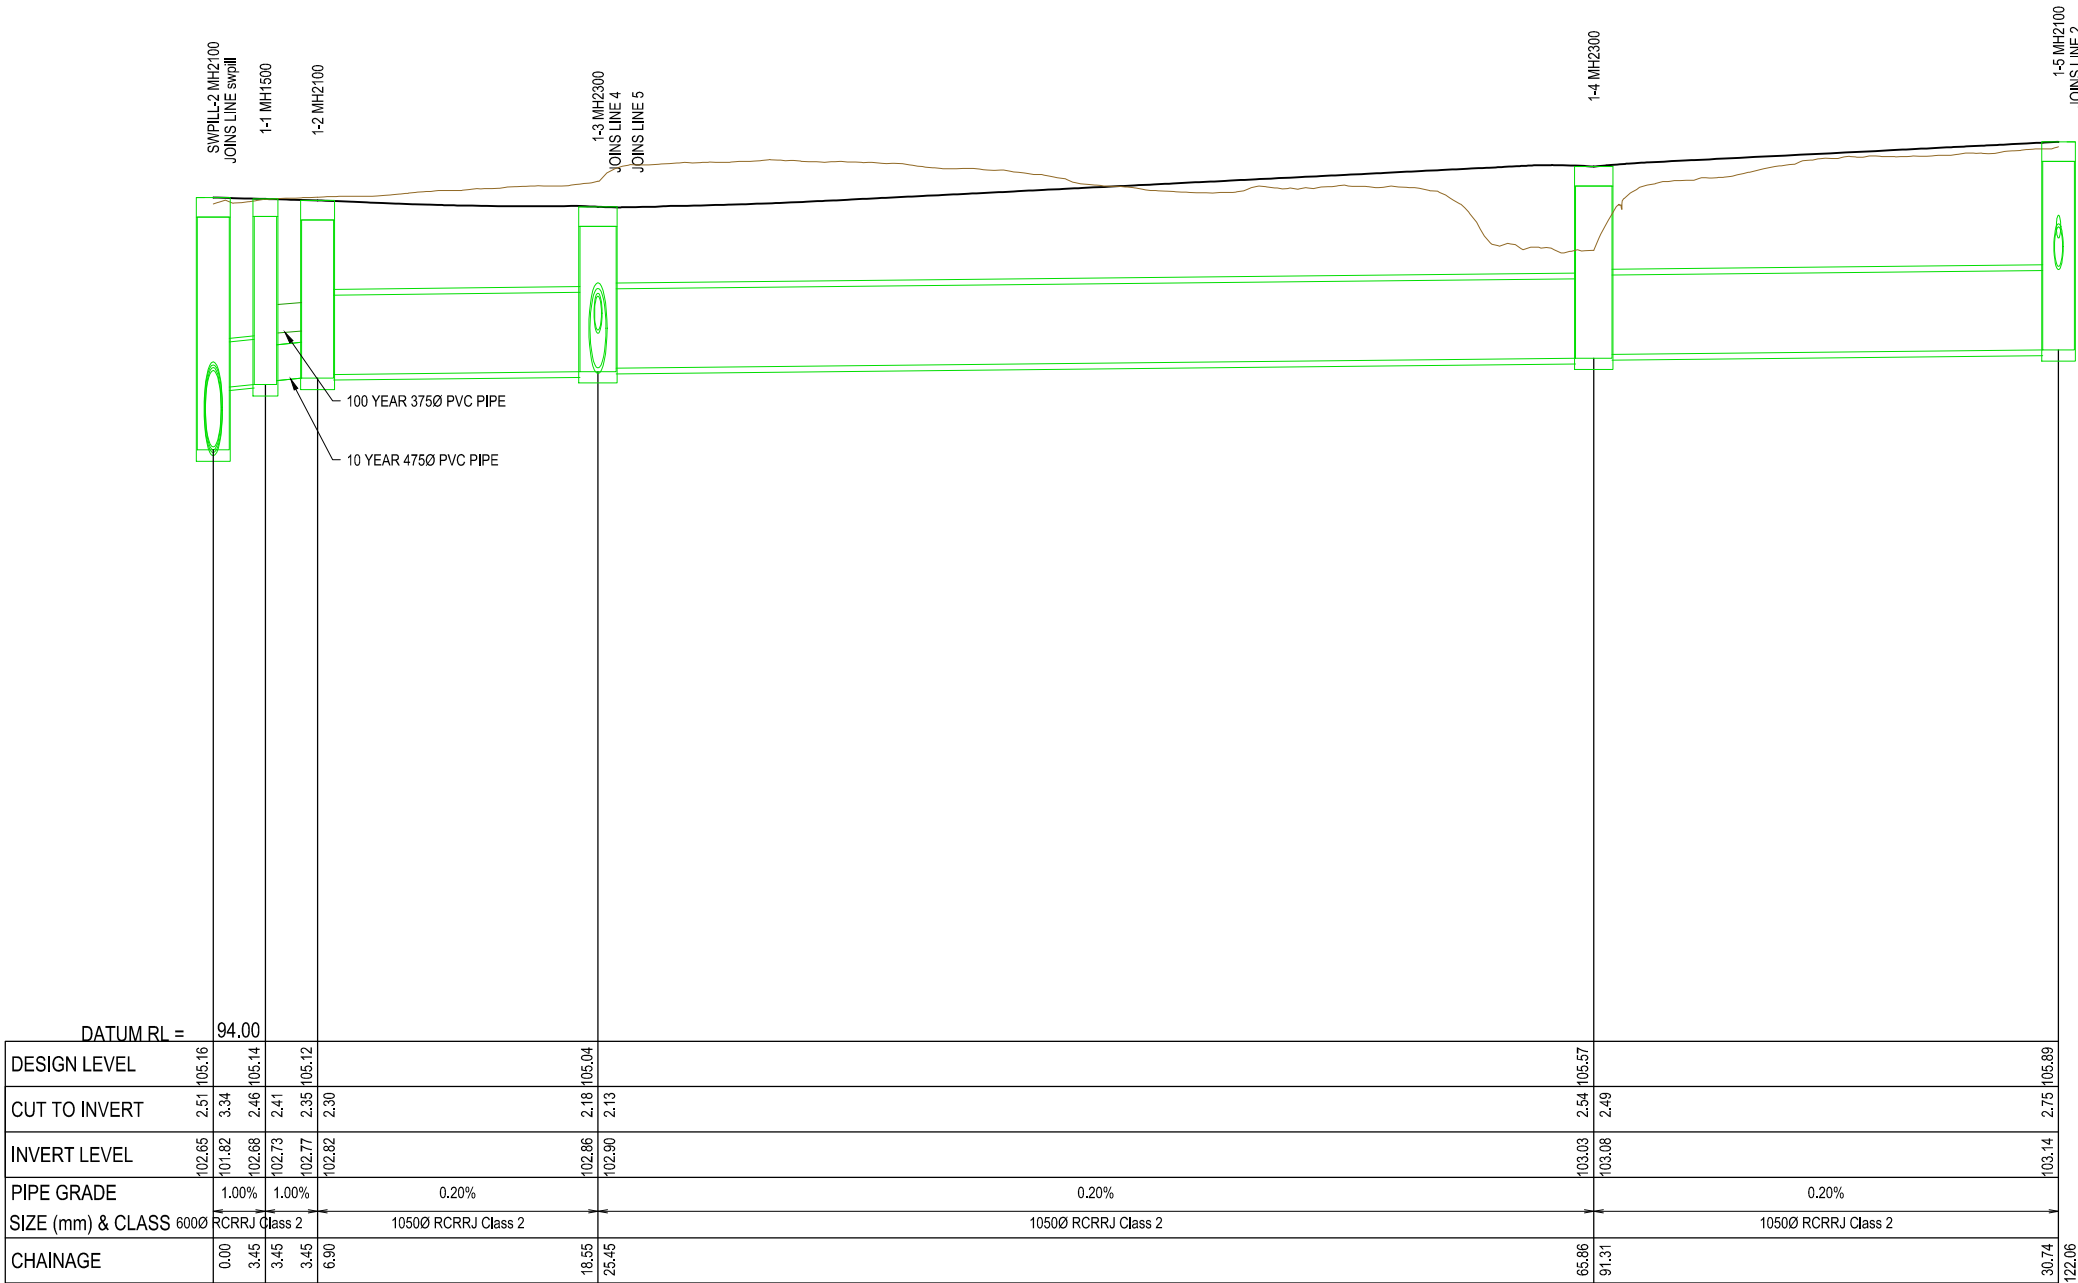 SWPILL-2 MH2100
JOINS LINE swpill
1-1 MH1500
1-2 MH2100
1-3 MH2300
JOINS LINE 4
JOINS LINE 5
1-4 MH2300
1-5 MH2100
JOINS LINE 2
100 YEAR 375Ø PVC PIPE
10 YEAR 475Ø PVC PIPE
DATUM RL = 94.00
DESIGN LEVEL 105.16 105.14 105.12 105.04 105.57 105.89
CUT TO INVERT 2.51 3.34 2.46 2.41 2.35 2.30 2.18 2.13 2.54 2.49 2.75
INVERT LEVEL 102.65 101.82 102.68 102.73 102.77 102.82 102.86 102.90 103.03 103.08 103.14
PIPE GRADE 1.00% 1.00% 0.20% 0.20% 0.20%
SIZE (mm) & CLASS 600Ø RCRRJ Class 2 1050Ø RCRRJ Class 2 1050Ø RCRRJ Class 2 1050Ø RCRRJ Class 2
CHAINAGE 0.00 3.45 3.45 3.45 6.90 18.55 25.45 65.86 91.31 30.74 122.06